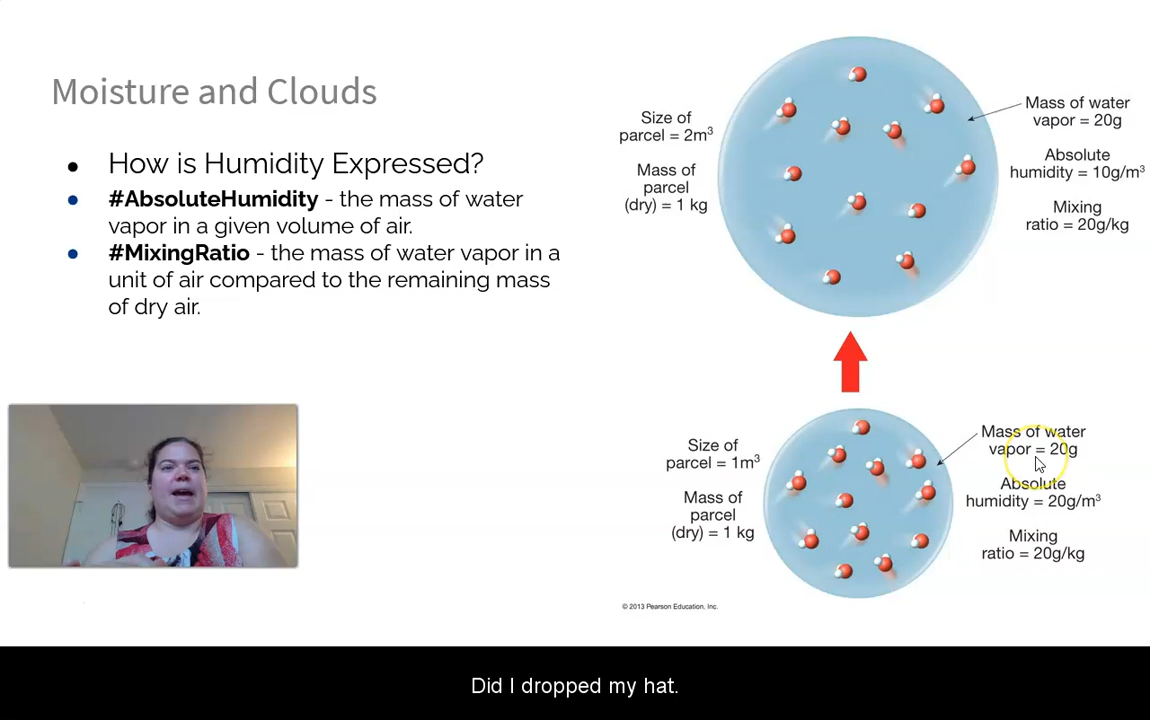 Moisture and Clouds
• How is Humidity Expressed?
• #AbsoluteHumidity - the mass of water
vapor in a given volume of air.
• #MixingRatio - the mass of water vapor in a
unit of air compared to the remaining mass
of dry air.
Size of
parcel = 2m³
Mass of
parcel
(dry) = 1 kg
Mass of water
vapor = 20g
Absolute
humidity = 10g/m³
Mixing
ratio = 20g/kg
Size of
parcel = 1m³
Mass of
parcel
(dry) = 1 kg
Mass of water
vapor = 20g
Absolute
humidity = 20g/m³
Mixing
ratio = 20g/kg
© 2013 Pearson Education, Inc.
Did I dropped my hat.